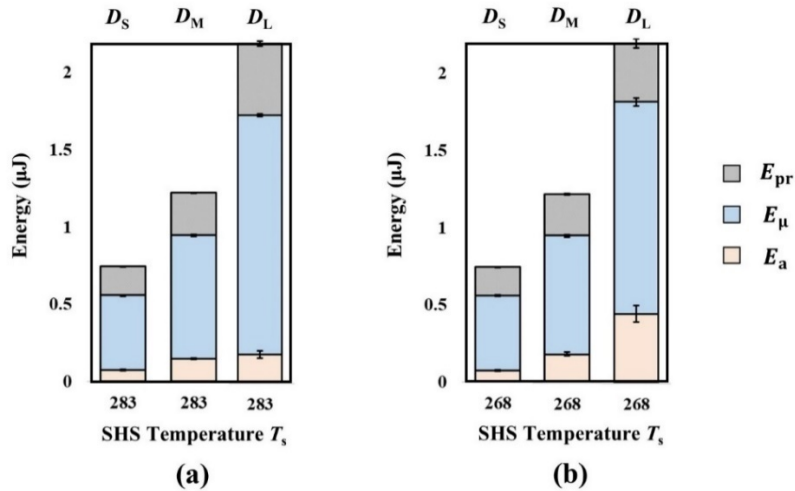 D_S D_M D_L
2
1.5
1
0.5
0
Energy (μJ)
283 283 283
SHS Temperature T_s
(a)
D_S D_M D_L
2
1.5
1
0.5
0
Energy (μJ)
268 268 268
SHS Temperature T_s
(b)
E_pr
E_μ
E_a